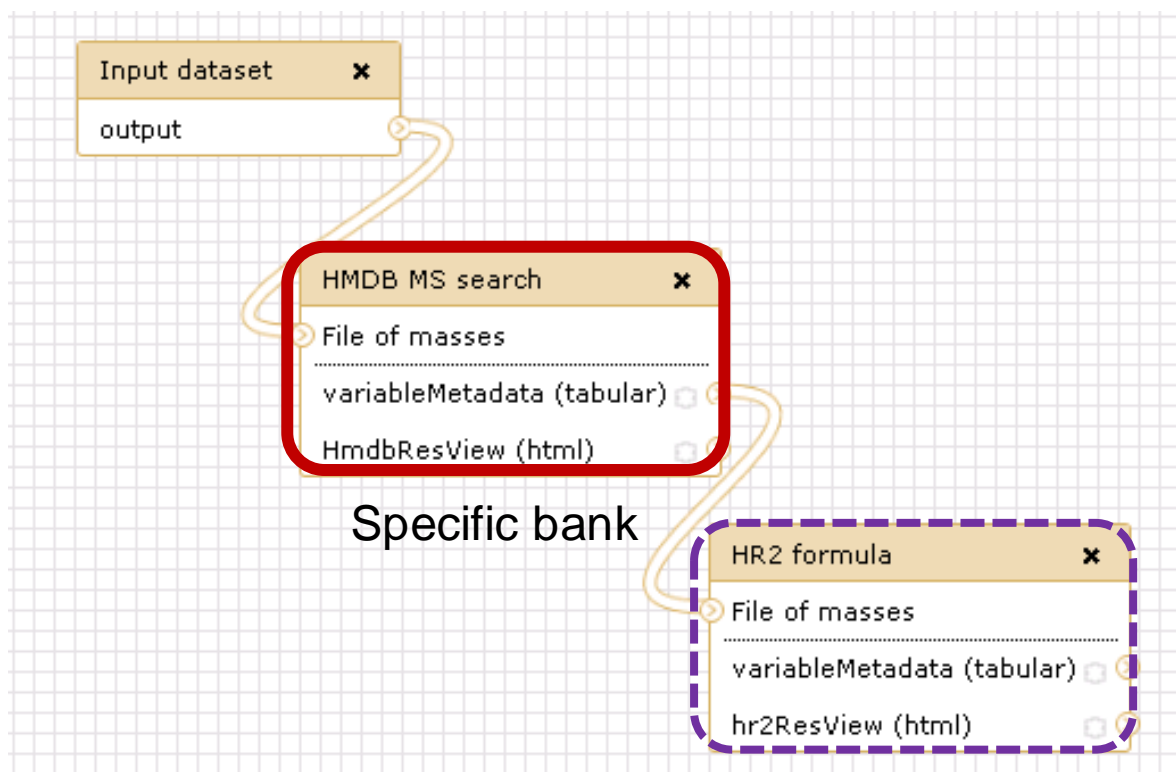 Input dataset
output
HMDB MS search
File of masses
variableMetadata (tabular)
HmdbResView (html)
Specific bank
HR2 formula
File of masses
variableMetadata (tabular)
hr2ResView (html)